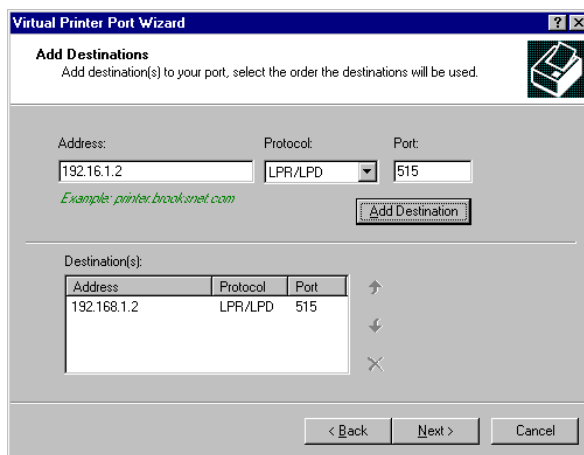 Virtual Printer Port Wizard
Add Destinations
Add destination(s) to your port, select the order the destinations will be used.
Address: Protocol: Port:
192.16.1.2 LPR/LPD 515
Example: printer.brooksnet.com
Add Destination
Destination(s):
Address Protocol Port
192.168.1.2 LPR/LPD 515
< Back Next > Cancel